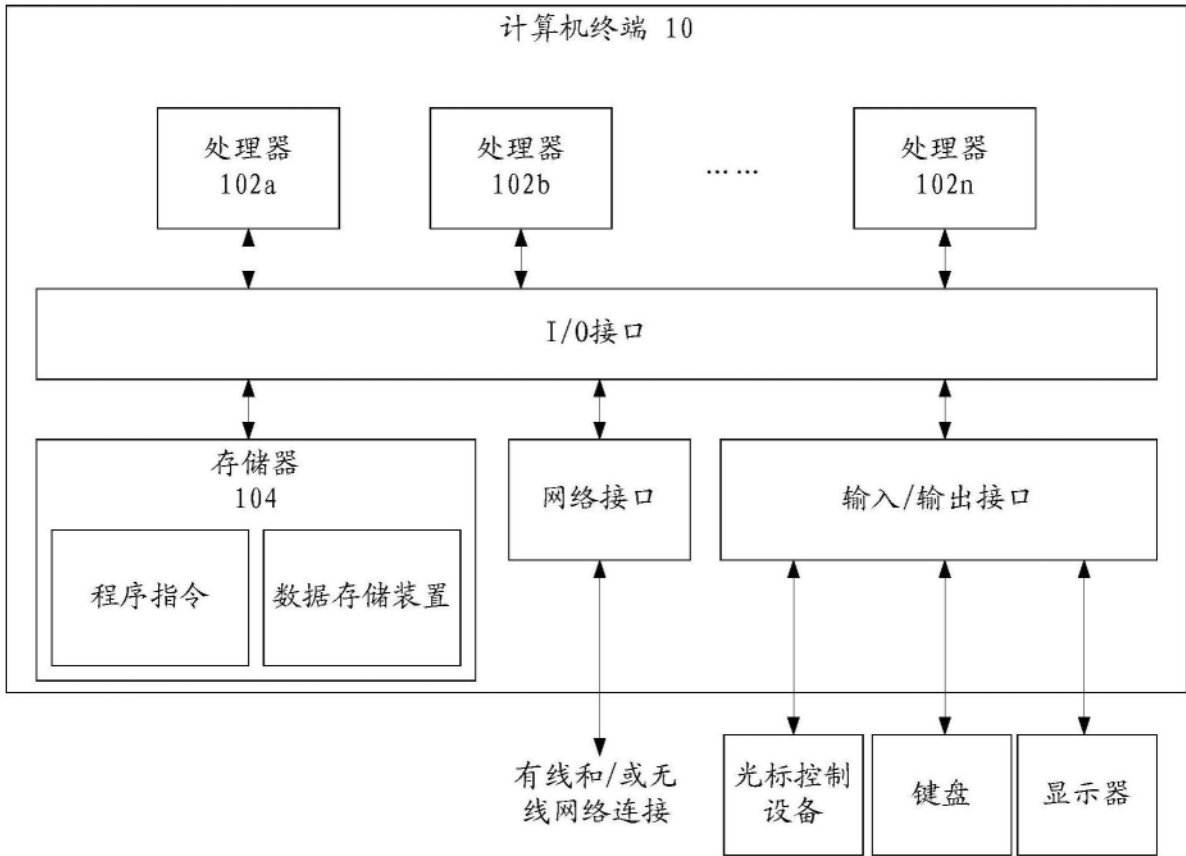 计算机终端 10
处理器
102a
处理器
102b
……
处理器
102n
I/O接口
存储器
104
程序指令
数据存储装置
网络接口
输入/输出接口
有线和/或无
线网络连接
光标控制
设备
键盘
显示器